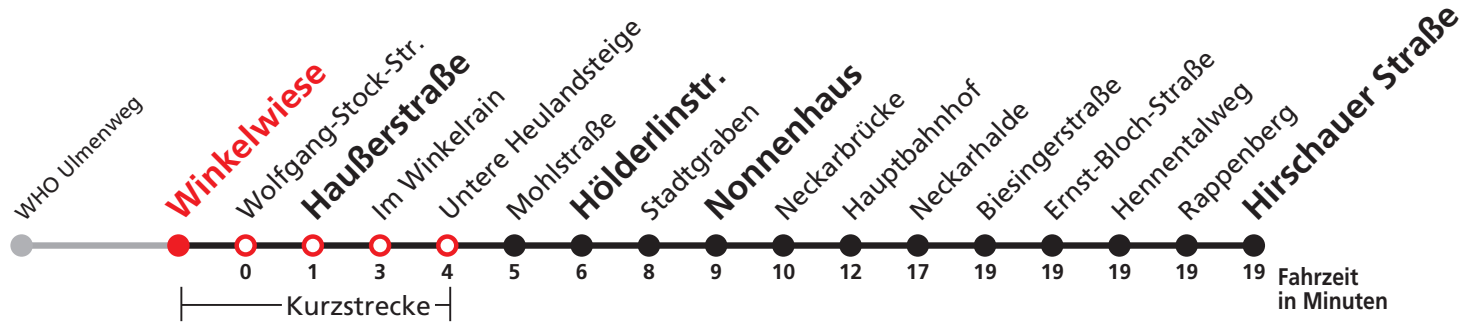 WHO Ulmenweg
Winkelwiese
Wolfgang-Stock-Str.
Haußerstraße
Im Winkelrain
Untere Heulandsteige
Mohlstraße
Hölderlinstr.
Stadtgraben
Nonnenhaus
Neckarbrücke
Hauptbahnhof
Neckarhalde
Biesingerstraße
Ernst-Bloch-Straße
Hennentalweg
Rappenberg
Hirschauer Straße
0 1 3 4 5 6 8 9 10 12 17 19 19 19 19 19
Fahrzeit
in Minuten
Kurzstrecke